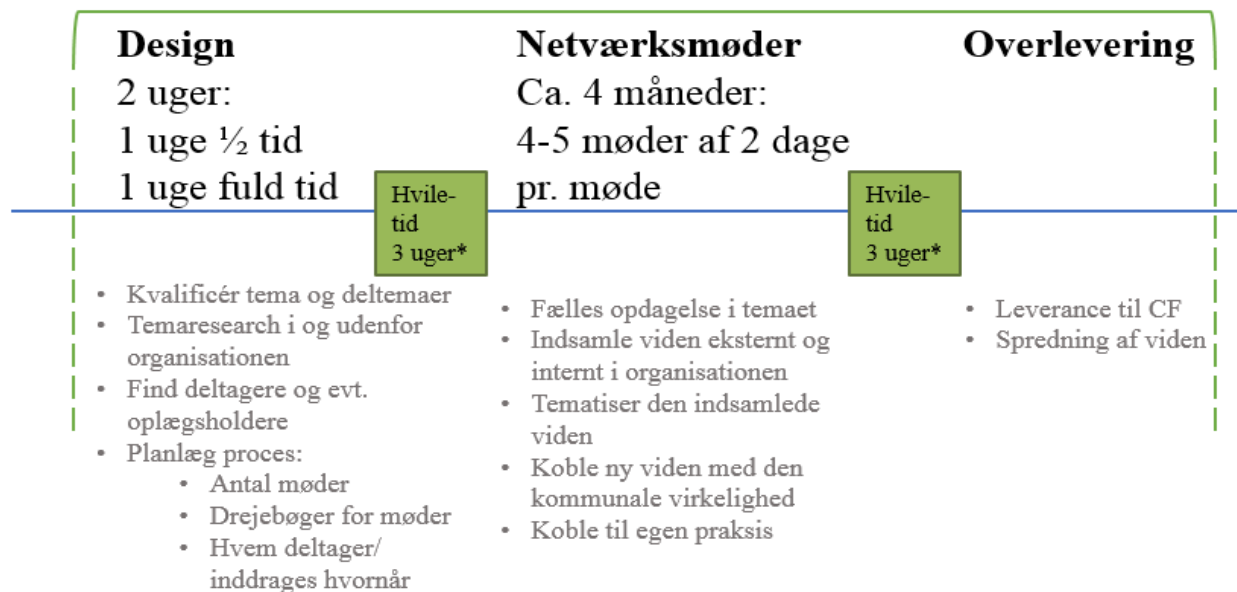 Design
2 uger:
1 uge ½ tid
1 uge fuld tid
Hvile-
tid
3 uger*
Netværksmøder
Ca. 4 måneder:
4-5 møder af 2 dage
pr. møde
Hvile-
tid
3 uger*
Overlevering
• Kvalificér tema og deltemaer
• Temaresearch i og udenfor
organisationen
• Find deltagere og evt.
oplægsholdere
• Planlæg proces:
• Antal møder
• Drejebøger for møder
• Hvem deltager/
inddrages hvornår
• Fælles opdagelse i temaet
• Indsamle viden eksternt og
internt i organisationen
• Tematiser den indsamlede
viden
• Koble ny viden med den
kommunale virkelighed
• Koble til egen praksis
• Leverance til CF
• Spredning af viden